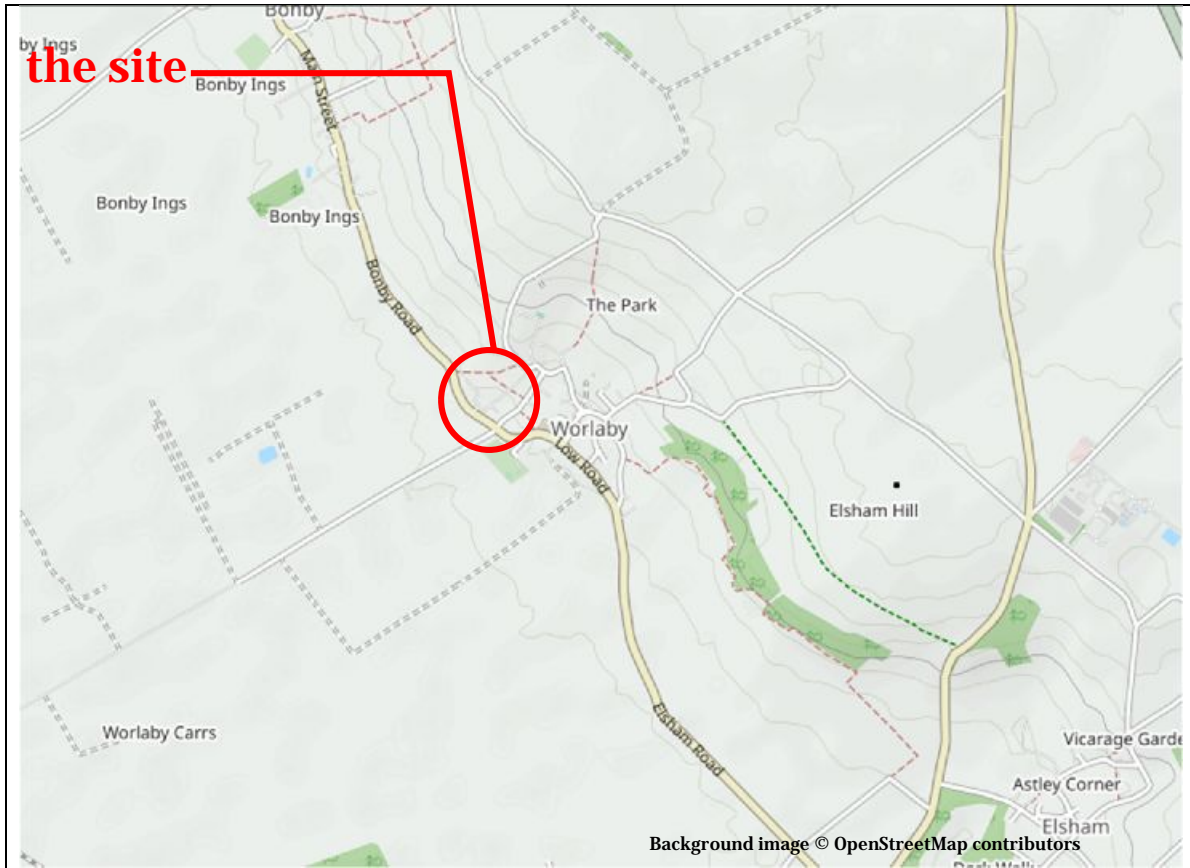 Bonby
by Ings
the site
Bonby Ings
Main Street
Bonby Ings
Bonby Ings
Bonby Road
The Park
Worlaby
Low Road
Elsham Hill
Worlaby Carrs
Elsham Road
Vicarage Garde
Astley Corner
Elsham
Background image © OpenStreetMap contributors